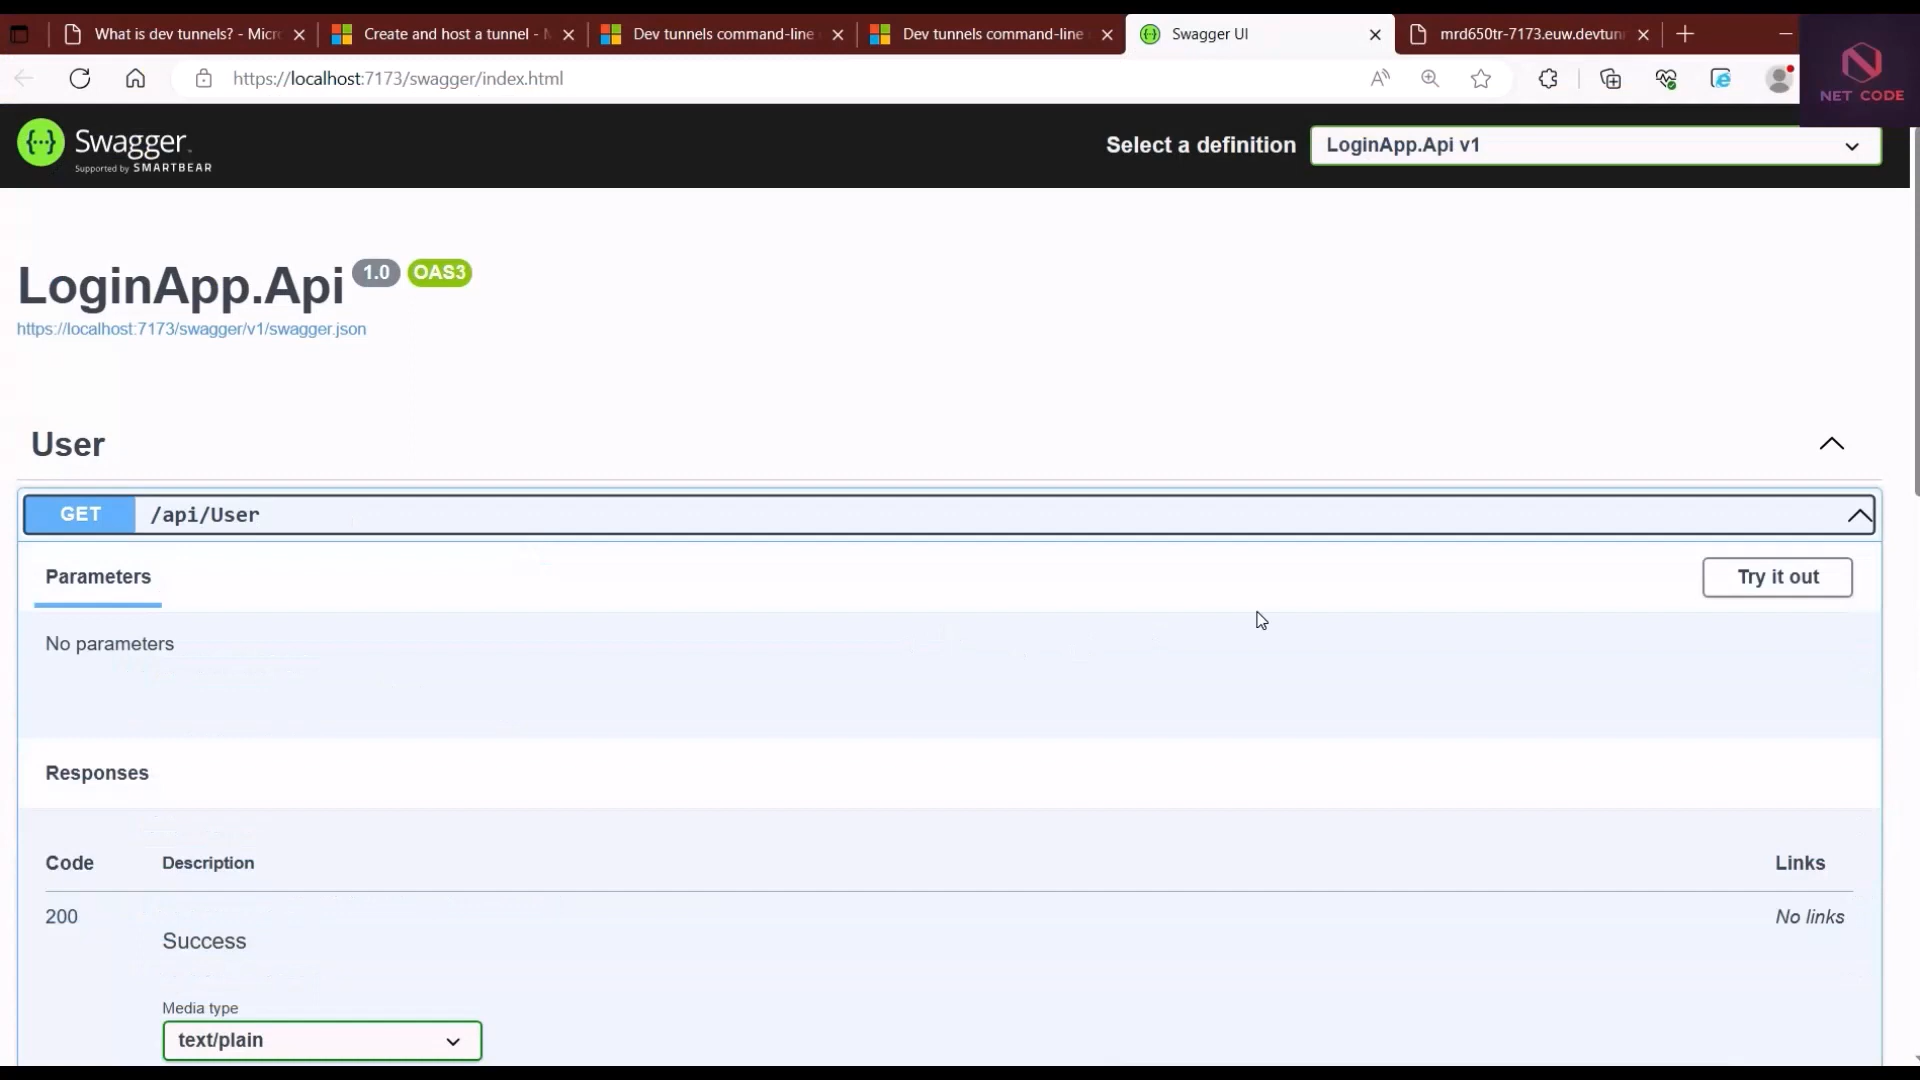 What is dev tunnels? - Micr
Create and host a tunnel -
Dev tunnels command-line
Dev tunnels command-line
Swagger UI
mrd650tr-7173.euw.devtun
https://localhost:7173/swagger/index.html
NET CODE
Swagger
Supported by SMARTBEAR
Select a definition
LoginApp.Api v1
LoginApp.Api 1.0 OAS3
https://localhost:7173/swagger/v1/swagger.json
User
GET /api/User
Parameters
Try it out
No parameters
Responses
Code Description Links
200 No links
Success
Media type
text/plain